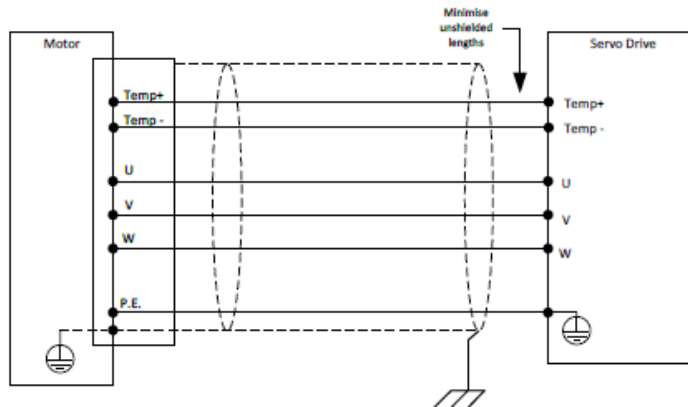 Minimise
unshielded
lengths
Motor
Servo Drive
Temp+
Temp+
Temp -
Temp -
U
U
V
V
W
W
P.E.